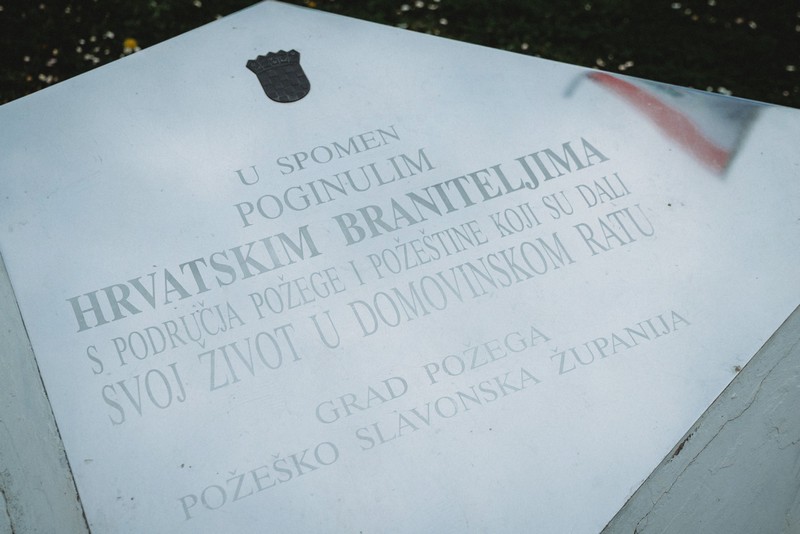 U SPOMEN
POGINULIM
HRVATSKIM BRANITELJIMA
S PODRUČJA POŽEGE I POŽEŠTINE KOJI SU DALI
SVOJ ŽIVOT U DOMOVINSKOM RATU
GRAD POŽEGA
POŽEŠKO SLAVONSKA ŽUPANIJA